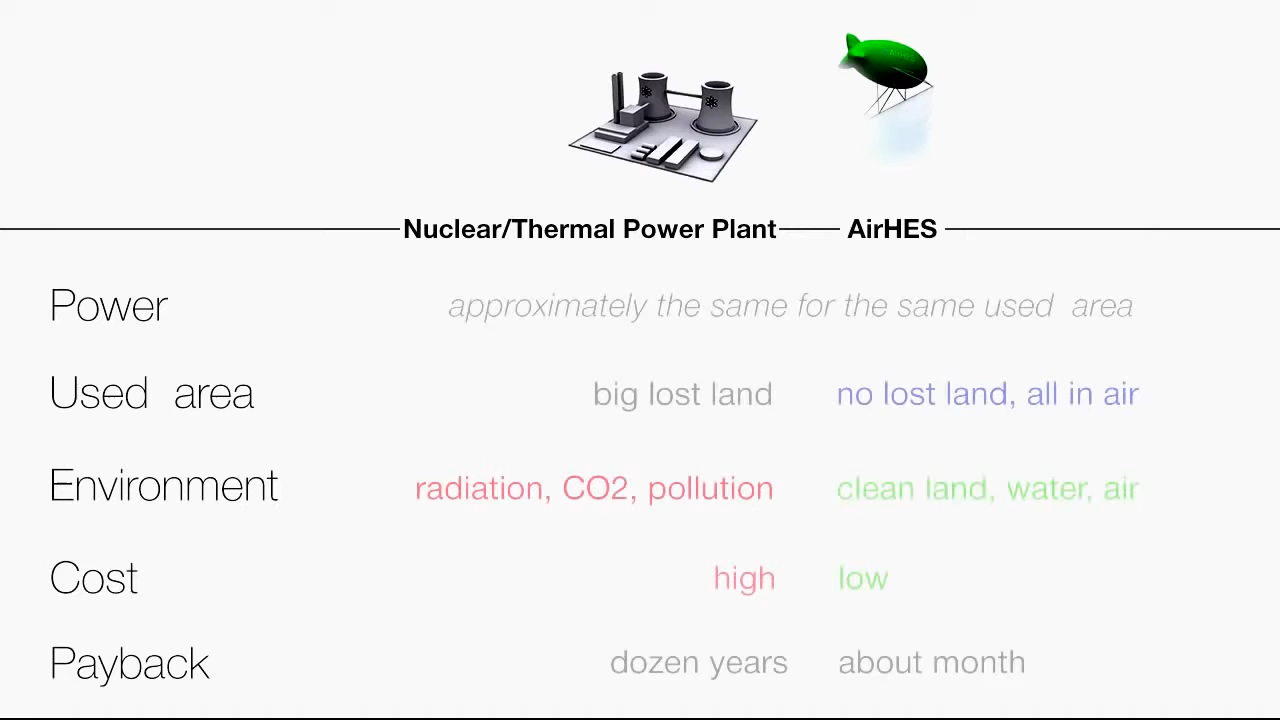 Nuclear/Thermal Power Plant AirHES
Power approximately the same for the same used area
Used area big lost land no lost land, all in air
Environment radiation, CO2, pollution clean land, water, air
Cost high low
Payback dozen years about month